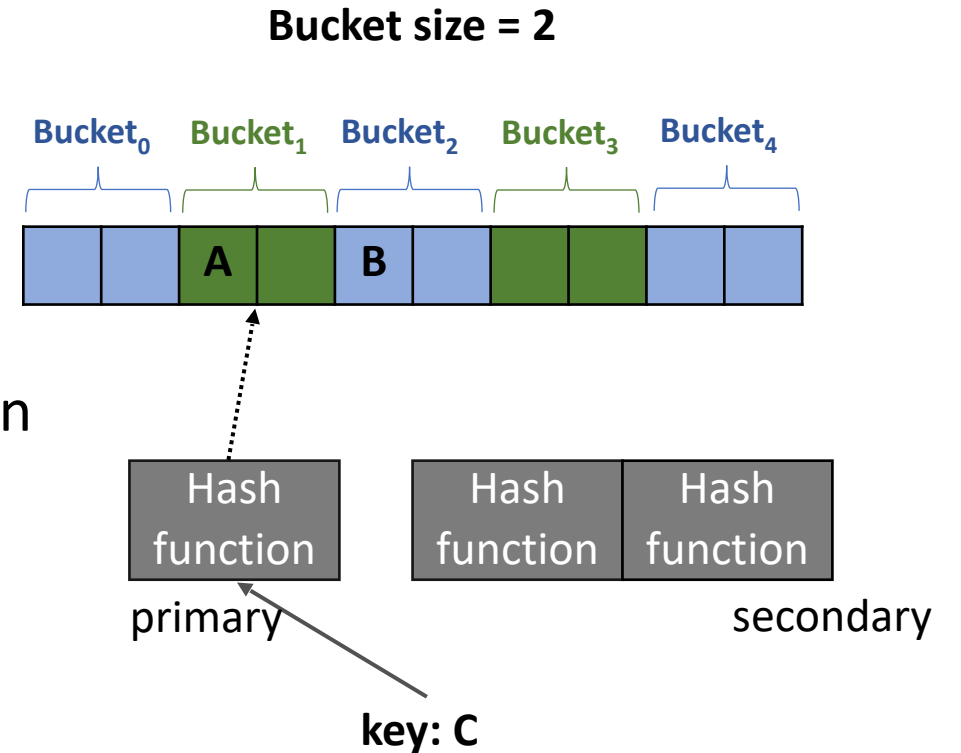 Bucket size = 2
Bucket0 Bucket1 Bucket2 Bucket3 Bucket4
A B
n
Hash Hash Hash
function function function
primary secondary
key: C